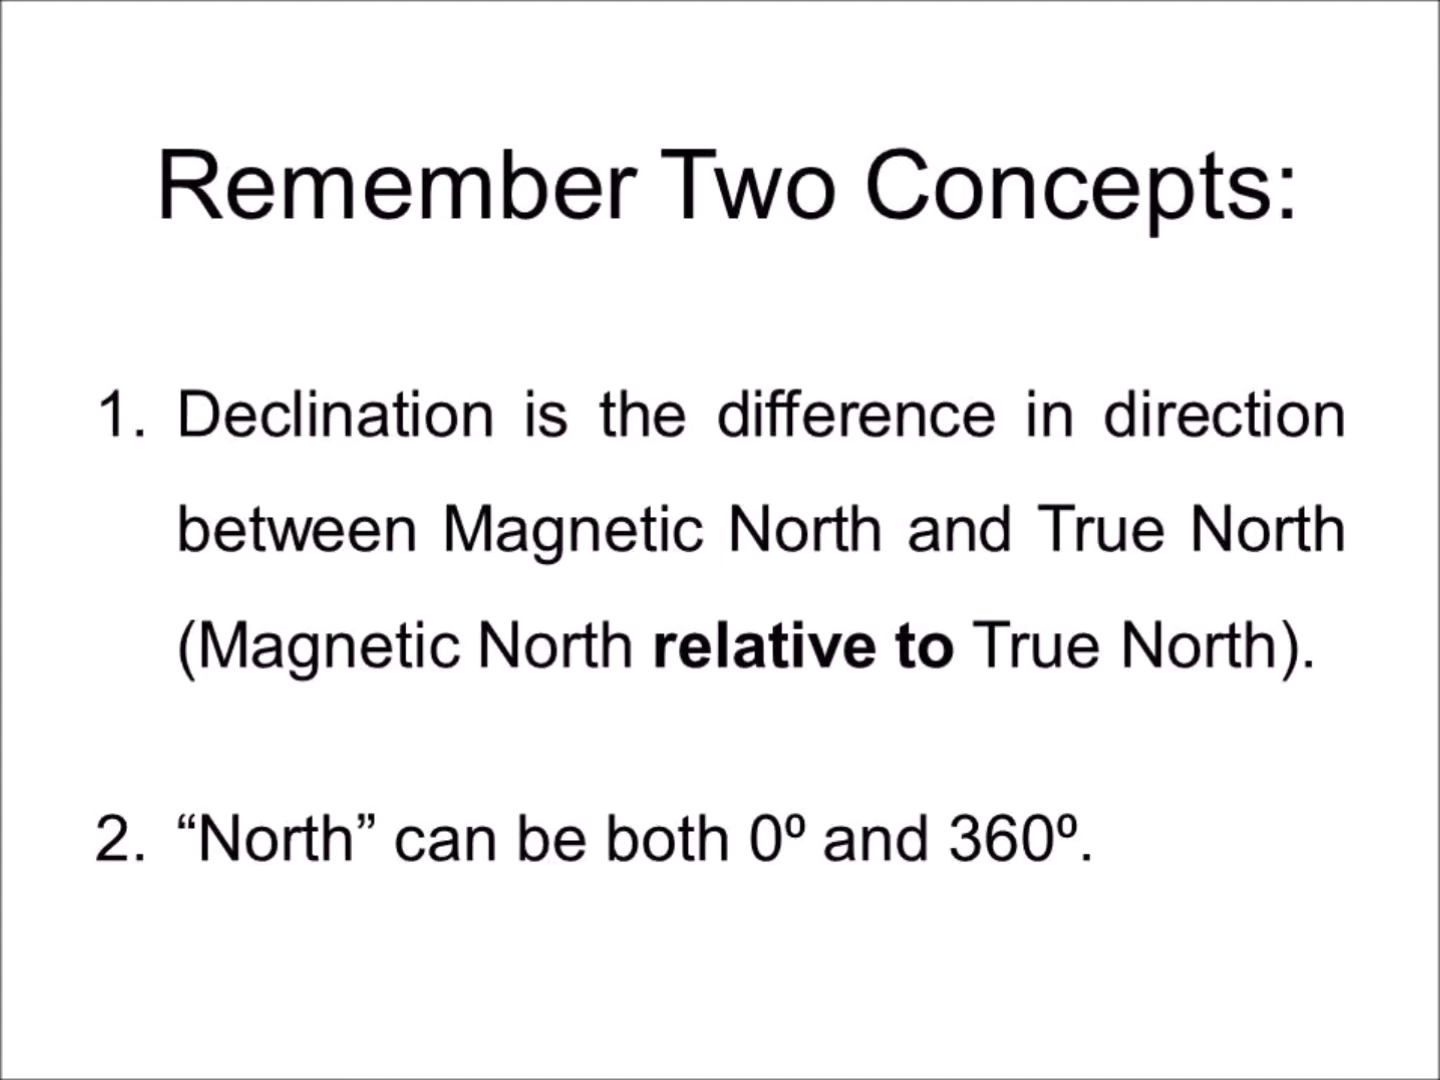 Remember Two Concepts:
1. Declination is the difference in direction
between Magnetic North and True North
(Magnetic North relative to True North).
2. “North” can be both 0º and 360º.